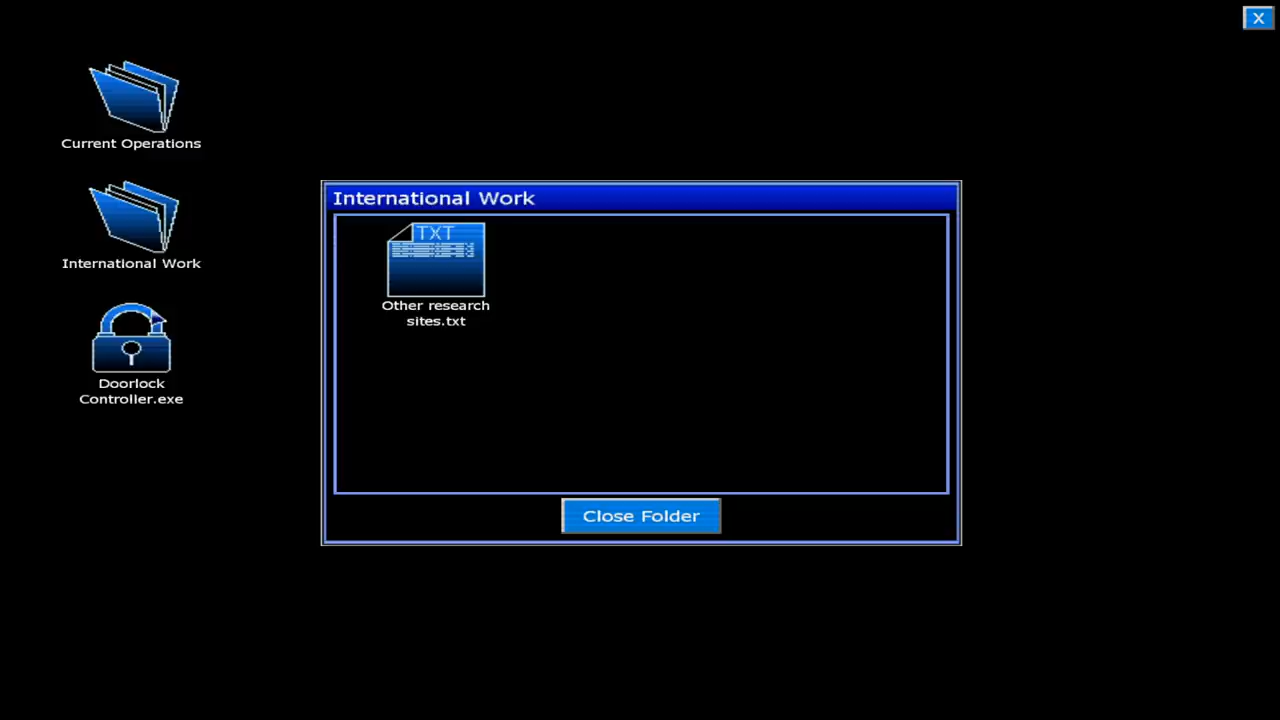 X
Current Operations
International Work
Doorlock
Controller.exe
International Work
TXT
Other research
sites.txt
Close Folder